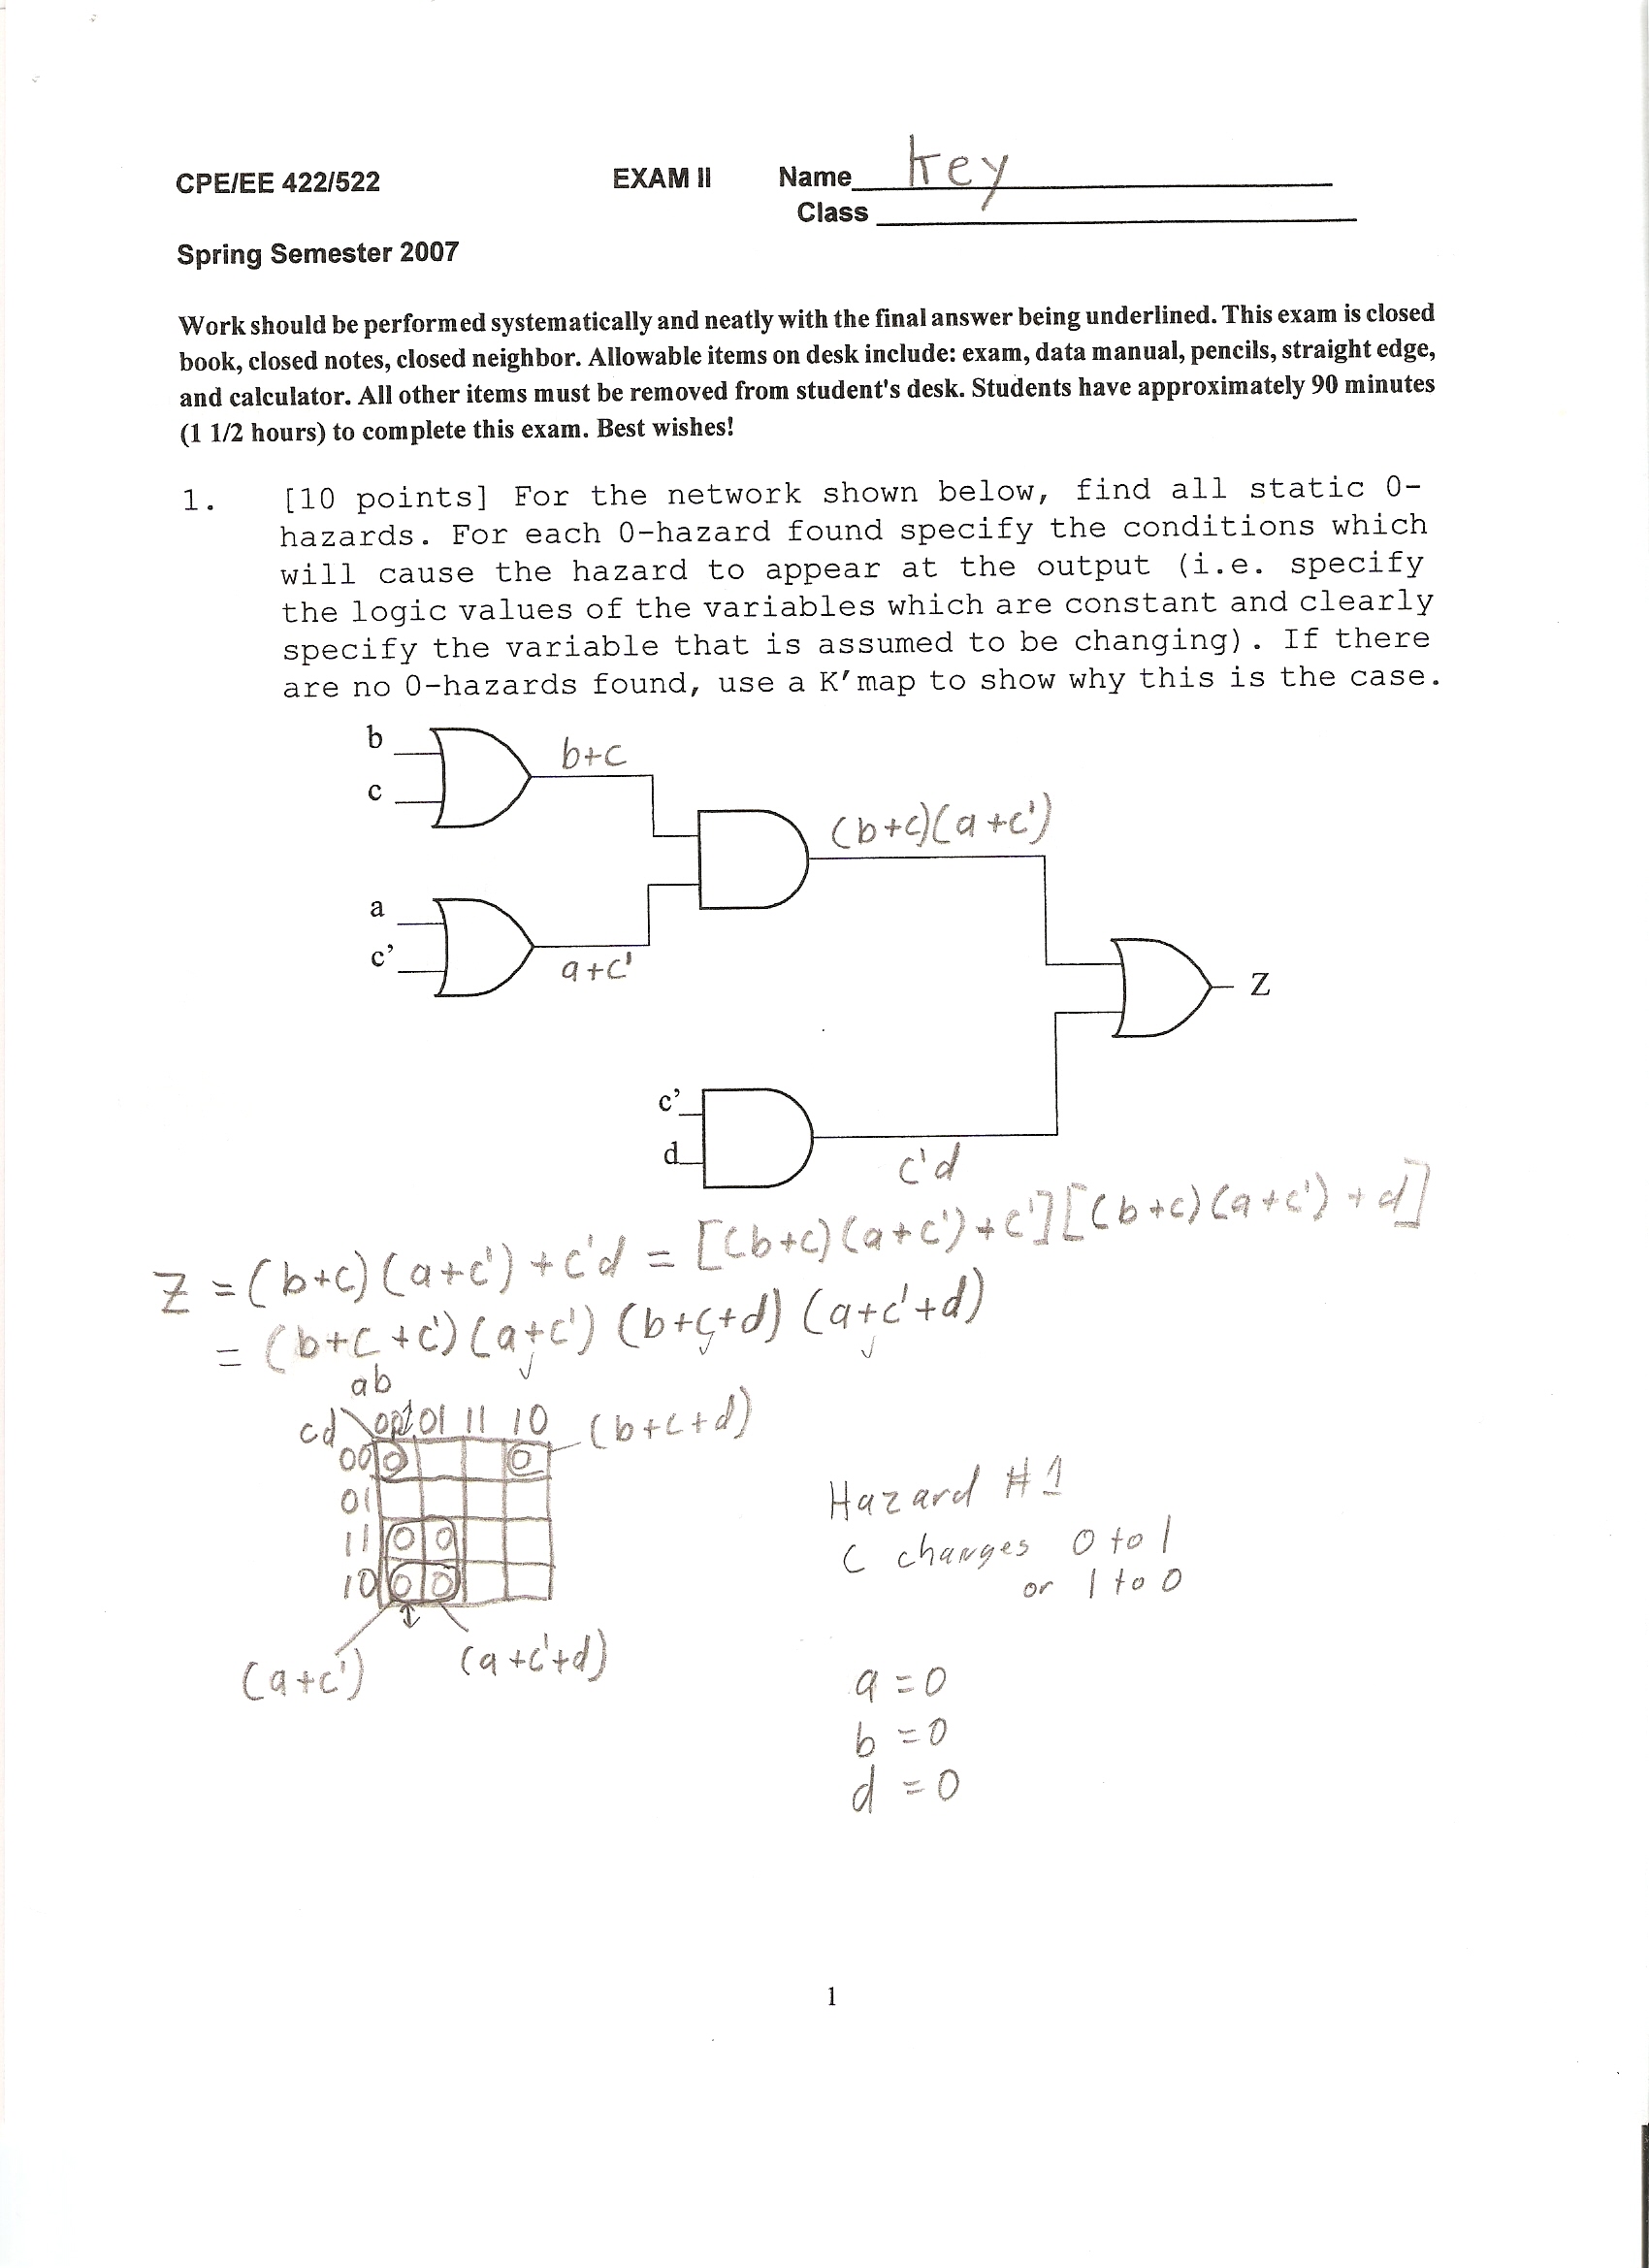 CPE/EE 422/522 EXAM II Name Key
Class
Spring Semester 2007
Work should be performed systematically and neatly with the final answer being underlined. This exam is closed
book, closed notes, closed neighbor. Allowable items on desk include: exam, data manual, pencils, straight edge,
and calculator. All other items must be removed from student's desk. Students have approximately 90 minutes
(1 1/2 hours) to complete this exam. Best wishes!
1. [10 points] For the network shown below, find all static 0-
hazards. For each 0-hazard found specify the conditions which
will cause the hazard to appear at the output (i.e. specify
the logic values of the variables which are constant and clearly
specify the variable that is assumed to be changing). If there
are no 0-hazards found, use a K'map to show why this is the case.
b
b+c
c
(b+c)(a+c')
a
c'
a+c'
Z
c'
d
c'd
Z = (b+c)(a+c') + c'd = [(b+c)(a+c')+c'][(b+c)(a+c') + d]
= (b+c+c')(a+c')(b+c+d)(a+c'+d)
ab
cd 00 01 11 10 (b+c+d)
00 0 0
01
11 0 0
10 0 0
(a+c') (a+c'+d)
Hazard #1
C changes 0 to 1
or 1 to 0
a = 0
b = 0
d = 0
1